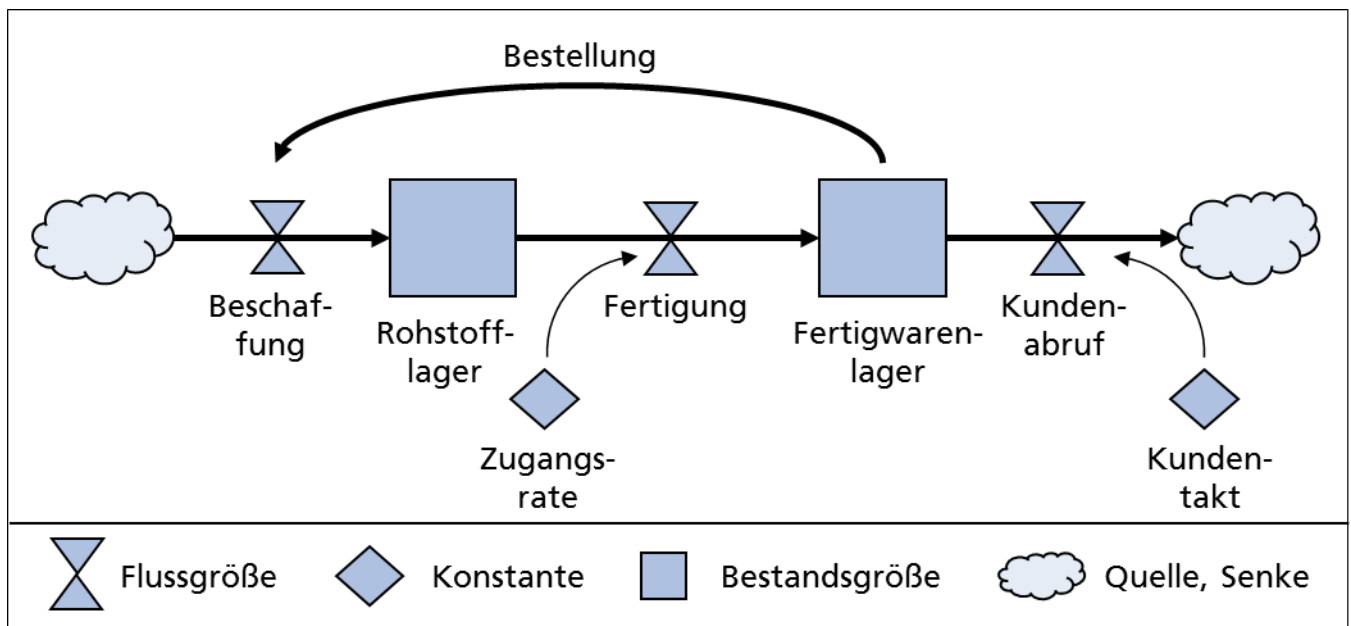 Bestellung
Beschaf-
fung
Rohstoff-
lager
Fertigung
Fertigwaren-
lager
Kunden-
abruf
Zugangs-
rate
Kunden-
takt
Flussgröße
Konstante
Bestandsgröße
Quelle, Senke